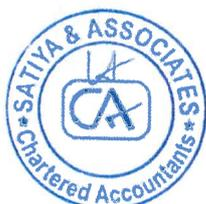 SATIYA & ASSOCIATES
CA
Chartered Accountants